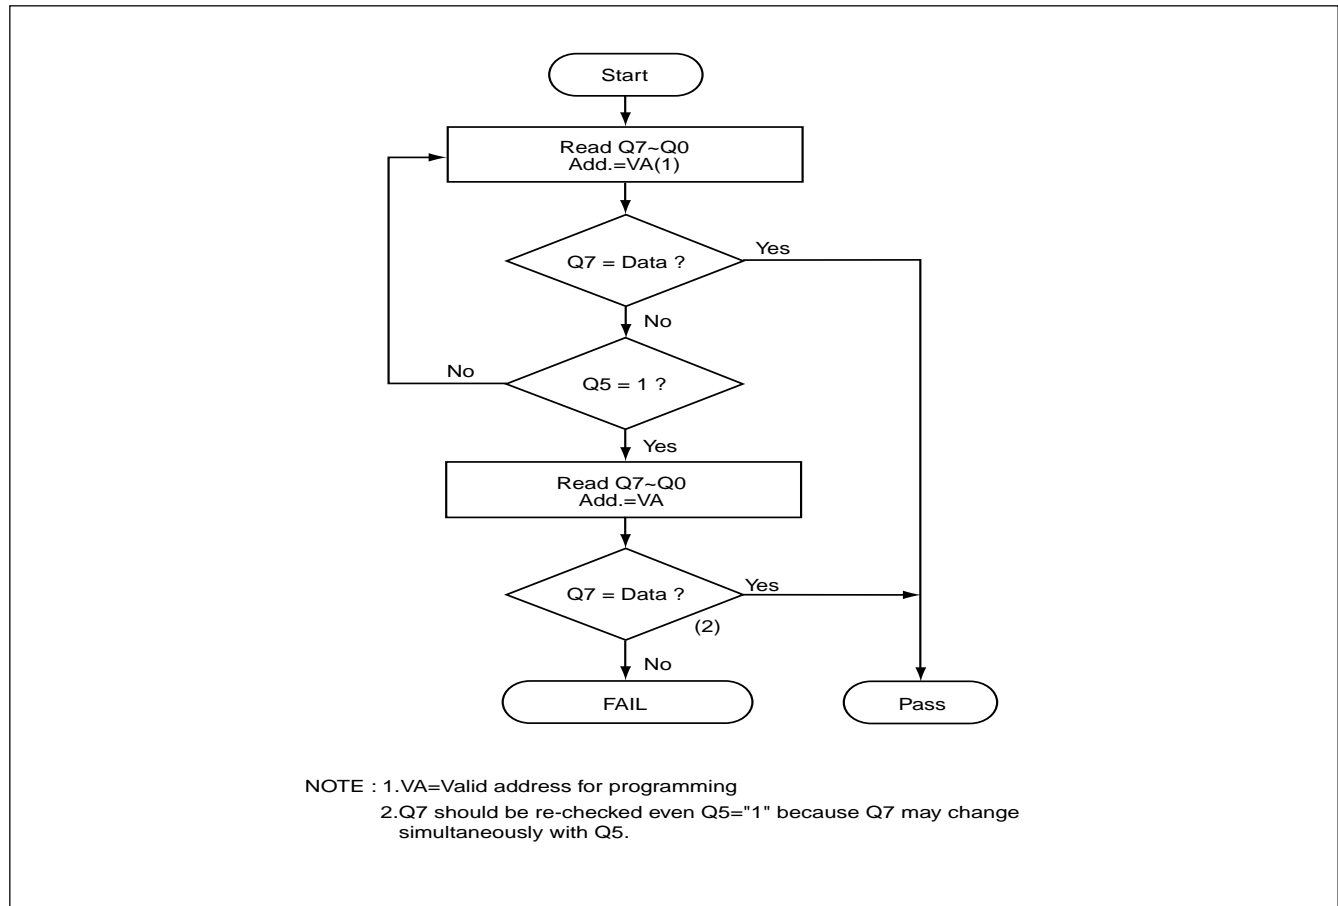 Start
Read Q7~Q0
Add.=VA(1)
Q7 = Data ?
Yes
No
Q5 = 1 ?
No
Yes
Read Q7~Q0
Add.=VA
Q7 = Data ?
Yes
(2)
No
FAIL
Pass
NOTE : 1.VA=Valid address for programming
2.Q7 should be re-checked even Q5="1" because Q7 may change
simultaneously with Q5.